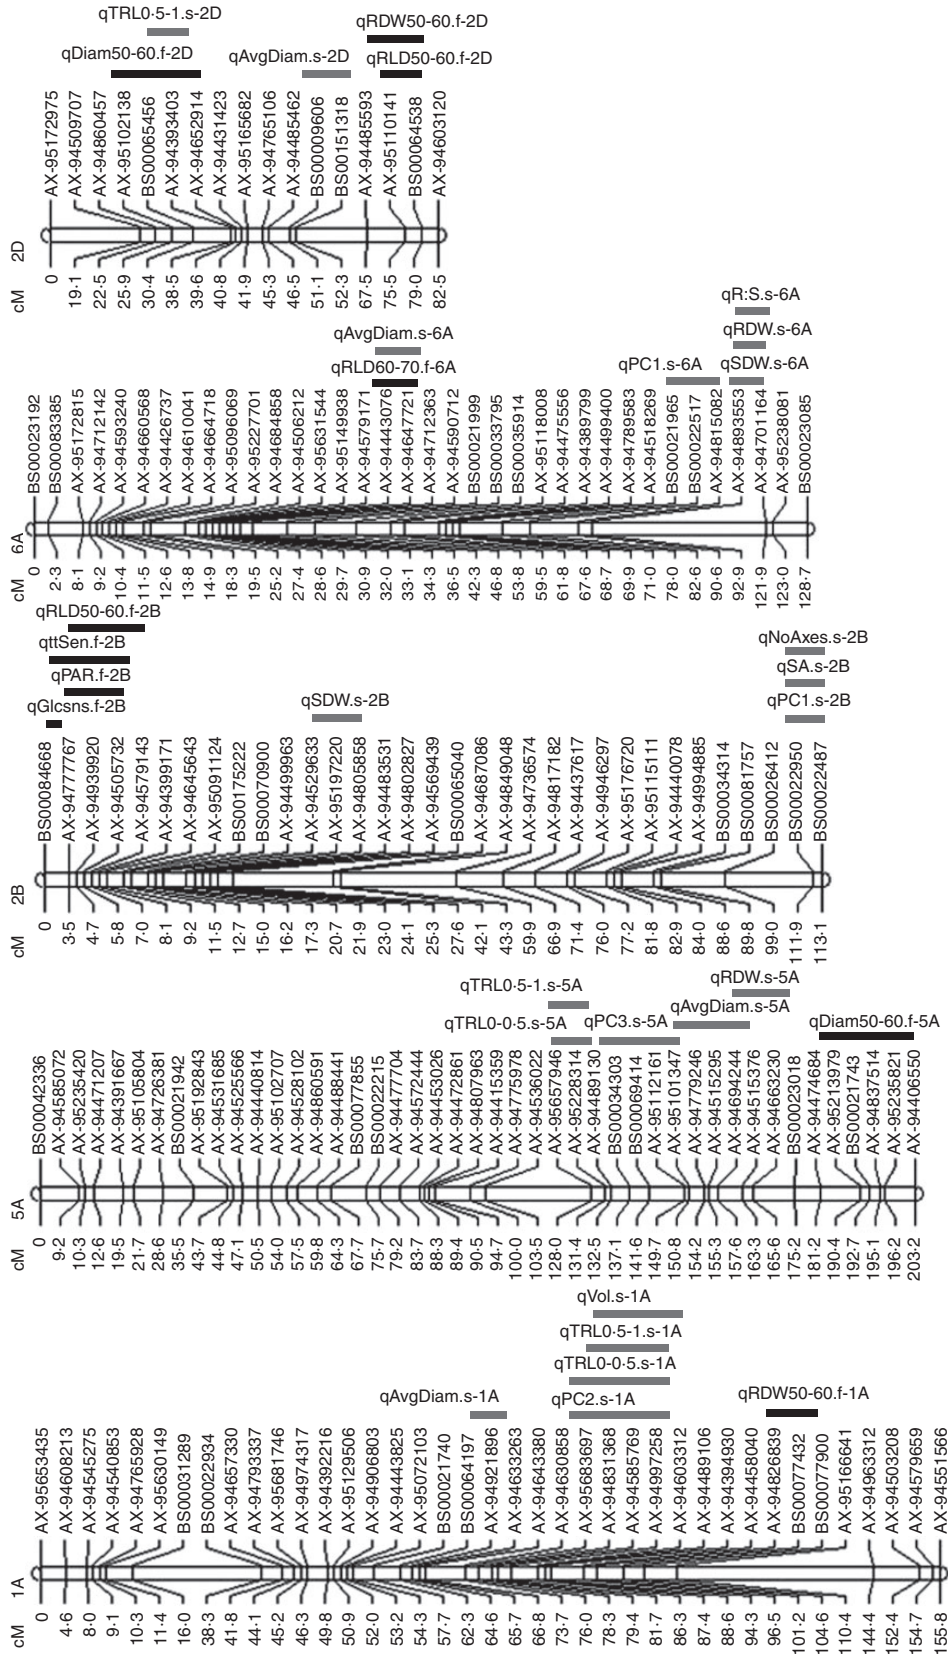 qTRL0·5-1.s-2D
qRDW50-60.f-2D
qDiam50-60.f-2D
qAvgDiam.s-2D
qRLD50-60.f-2D
AX-95172975
AX-94509707
AX-94860457
AX-95102138
BS00065456
AX-94393403
AX-94652914
AX-94431423
AX-95165682
AX-94765106
AX-94485462
BS00009606
BS00151318
AX-94485593
AX-95110141
BS00064538
AX-94603120
2D
cM
0
19·1
22·5
25·9
30·4
38·5
39·6
40·8
41·9
45·3
46·5
51·1
52·3
67·5
75·5
79·0
82·5
qR:S.s-6A
qRDW.s-6A
qAvgDiam.s-6A
qRLD60-70.f-6A
qPC1.s-6A
qSDW.s-6A
BS00023192
BS00083385
AX-95172815
AX-94712142
AX-94593240
AX-94660568
AX-94426737
AX-94610041
AX-94664718
AX-95096069
AX-95227701
AX-94684858
AX-94506212
AX-95631544
AX-95149938
AX-94579171
AX-94443076
AX-94647721
AX-94712363
AX-94590712
BS00021999
BS00033795
BS00035914
AX-95118008
AX-94475556
AX-94389799
AX-94499400
AX-94789583
AX-94518269
BS00021965
BS00022517
AX-94815082
AX-94893553
AX-94701164
AX-95238081
BS00023085
6A
cM
0
2·3
8·1
9·2
10·4
11·5
12·6
13·8
14·9
18·3
19·5
25·2
27·4
28·6
29·7
30·9
32·0
33·1
34·3
36·5
42·3
46·8
53·8
59·5
61·8
67·6
68·7
69·9
71·0
78·0
82·6
90·6
92·9
121·9
123·0
128·7
qRLD50-60.f-2B
qttSen.f-2B
qPAR.f-2B
qGlcsns.f-2B
qSDW.s-2B
qNoAxes.s-2B
qSA.s-2B
qPC1.s-2B
BS00084668
AX-94777767
AX-94939920
AX-94505732
AX-94579143
AX-94399171
AX-94645643
AX-95091124
BS00175222
BS00070900
AX-94499963
AX-94529633
AX-95197220
AX-94805858
AX-94483531
AX-94802827
AX-94569439
BS00065040
AX-94687086
AX-94849048
AX-94736574
AX-94817182
AX-94437617
AX-94946297
AX-95176720
AX-95115111
AX-94440078
AX-94994885
BS00034314
BS00081757
BS00026412
BS00022950
BS00022487
2B
cM
0
3·5
4·7
5·8
7·0
8·1
9·2
11·5
12·7
15·0
16·2
17·3
20·7
21·9
23·0
24·1
25·3
27·6
42·1
43·3
59·9
66·9
71·4
76·0
77·2
81·8
82·9
84·0
88·6
89·8
99·0
111·9
113·1
qTRL0·5-1.s-5A
qRDW.s-5A
qTRL0-0·5.s-5A
qPC3.s-5A
qAvgDiam.s-5A
qDiam50-60.f-5A
BS00042336
AX-94585072
AX-95235420
AX-94471207
AX-94391667
AX-95105804
AX-94726381
BS00021942
AX-95192843
AX-94531685
AX-94525566
AX-94440814
AX-95102707
AX-94528102
AX-94860591
AX-94488441
BS00077855
BS00022215
AX-94477704
AX-94572444
AX-94453026
AX-94472861
AX-94807963
AX-94415359
AX-94775978
AX-94536022
AX-95657946
AX-95228314
AX-94489130
BS00034303
BS00069414
AX-95112161
AX-95101347
AX-94779246
AX-94515295
AX-94694244
AX-94515376
AX-94663230
BS00023018
AX-94474684
AX-95213979
BS00021743
AX-94837514
AX-95235821
AX-94406550
5A
cM
0
9·2
10·3
12·6
19·5
21·7
28·6
35·5
43·7
44·8
47·1
50·5
54·0
57·5
59·8
64·3
67·7
75·7
79·2
83·7
88·3
89·4
90·5
94·7
100·0
103·5
128·0
131·4
132·5
137·1
141·6
149·7
150·8
154·2
155·3
157·6
163·3
165·6
175·2
181·2
190·4
192·7
195·1
196·2
203·2
qVol.s-1A
qTRL0·5-1.s-1A
qTRL0-0·5.s-1A
qAvgDiam.s-1A
qPC2.s-1A
qRDW50-60.f-1A
AX-95653435
AX-94608213
AX-94545275
AX-94540853
AX-94765928
AX-95630149
BS00031289
BS00022934
AX-94657330
AX-94793337
AX-95681746
AX-94974317
AX-94392216
AX-95129506
AX-94906803
AX-94443825
AX-95072103
BS00021740
BS00064197
AX-94921896
AX-94633263
AX-94643380
AX-94630858
AX-95683697
AX-94831368
AX-94585769
AX-94997258
AX-94603312
AX-94489106
AX-94394930
AX-94458040
AX-94826839
BS00077432
BS00077900
AX-95166641
AX-94963312
AX-94503208
AX-94579659
AX-94551566
1A
cM
0
4·6
8·0
9·1
10·3
11·4
16·0
38·3
41·8
44·1
45·2
46·3
49·8
50·9
52·0
53·2
54·3
57·7
62·3
64·6
65·7
66·8
73·7
76·0
78·3
79·4
81·7
86·3
87·4
88·6
94·3
96·5
101·2
104·6
110·4
144·4
152·4
154·7
155·8